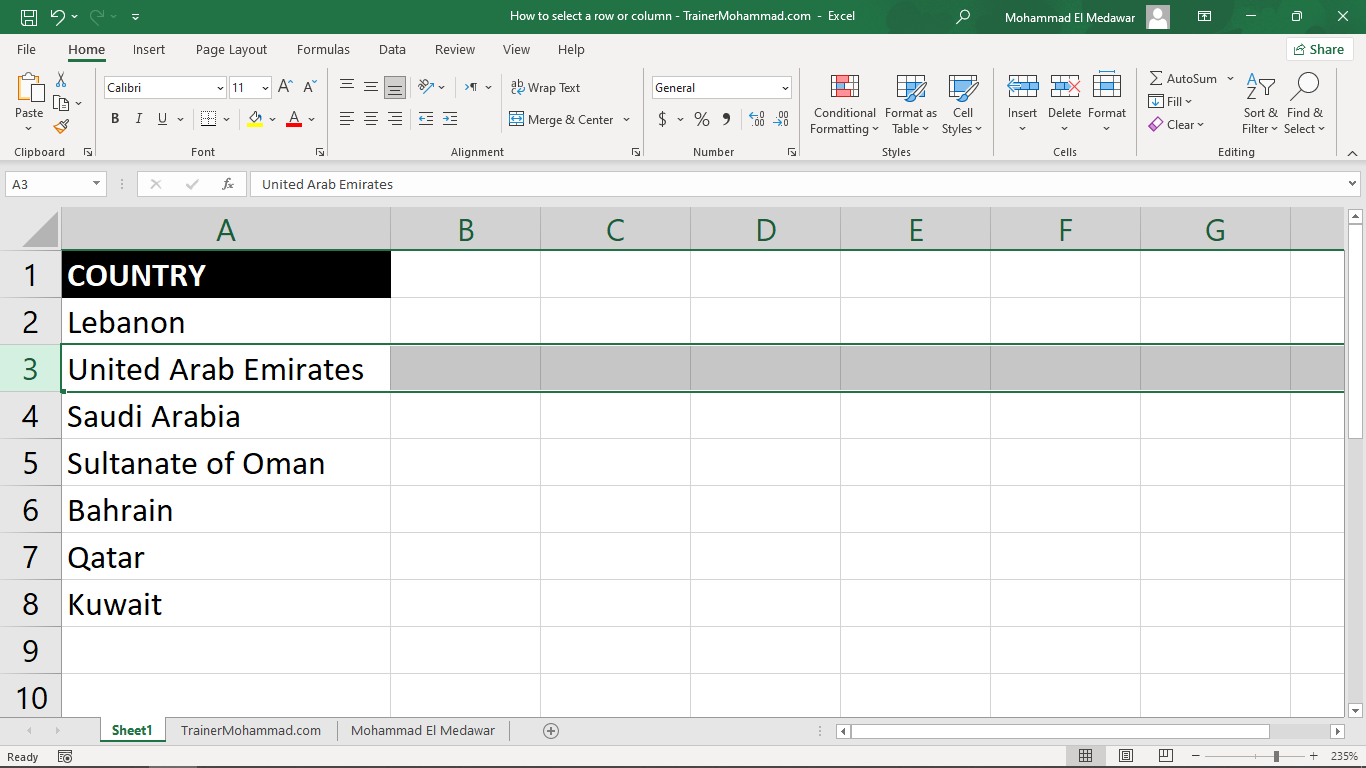 How to select a row or column - TrainerMohammad.com - Excel
Mohammad El Medawar
File Home Insert Page Layout Formulas Data Review View Help
Share
Paste
Calibri 11
B I U A
Wrap Text
Merge & Center
General
$ % 9
Conditional Formatting
Format as Table
Cell Styles
Insert Delete Format
AutoSum
Fill
Clear
Sort & Filter
Find & Select
Clipboard Font Alignment Number Styles Cells Editing
A3 fx United Arab Emirates
A B C D E F G
1 COUNTRY
2 Lebanon
3 United Arab Emirates
4 Saudi Arabia
5 Sultanate of Oman
6 Bahrain
7 Qatar
8 Kuwait
9
10
Sheet1 TrainerMohammad.com Mohammad El Medawar
Ready 235%